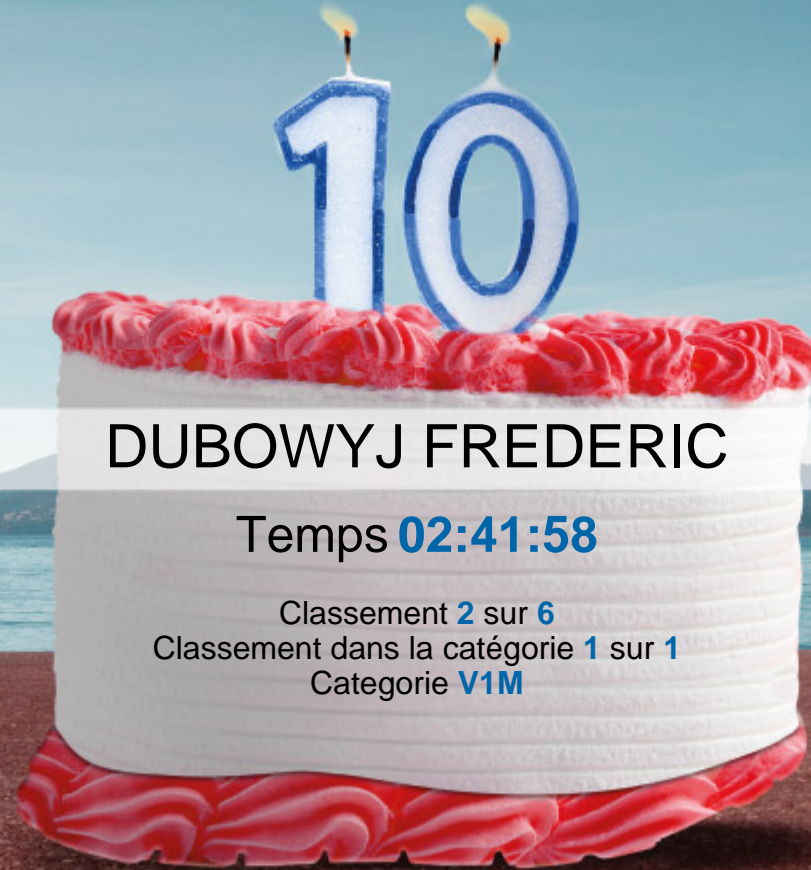 10
DUBOWYJ FREDERIC
Temps 02:41:58
Classement 2 sur 6
Classement dans la catégorie 1 sur 1
Categorie V1M